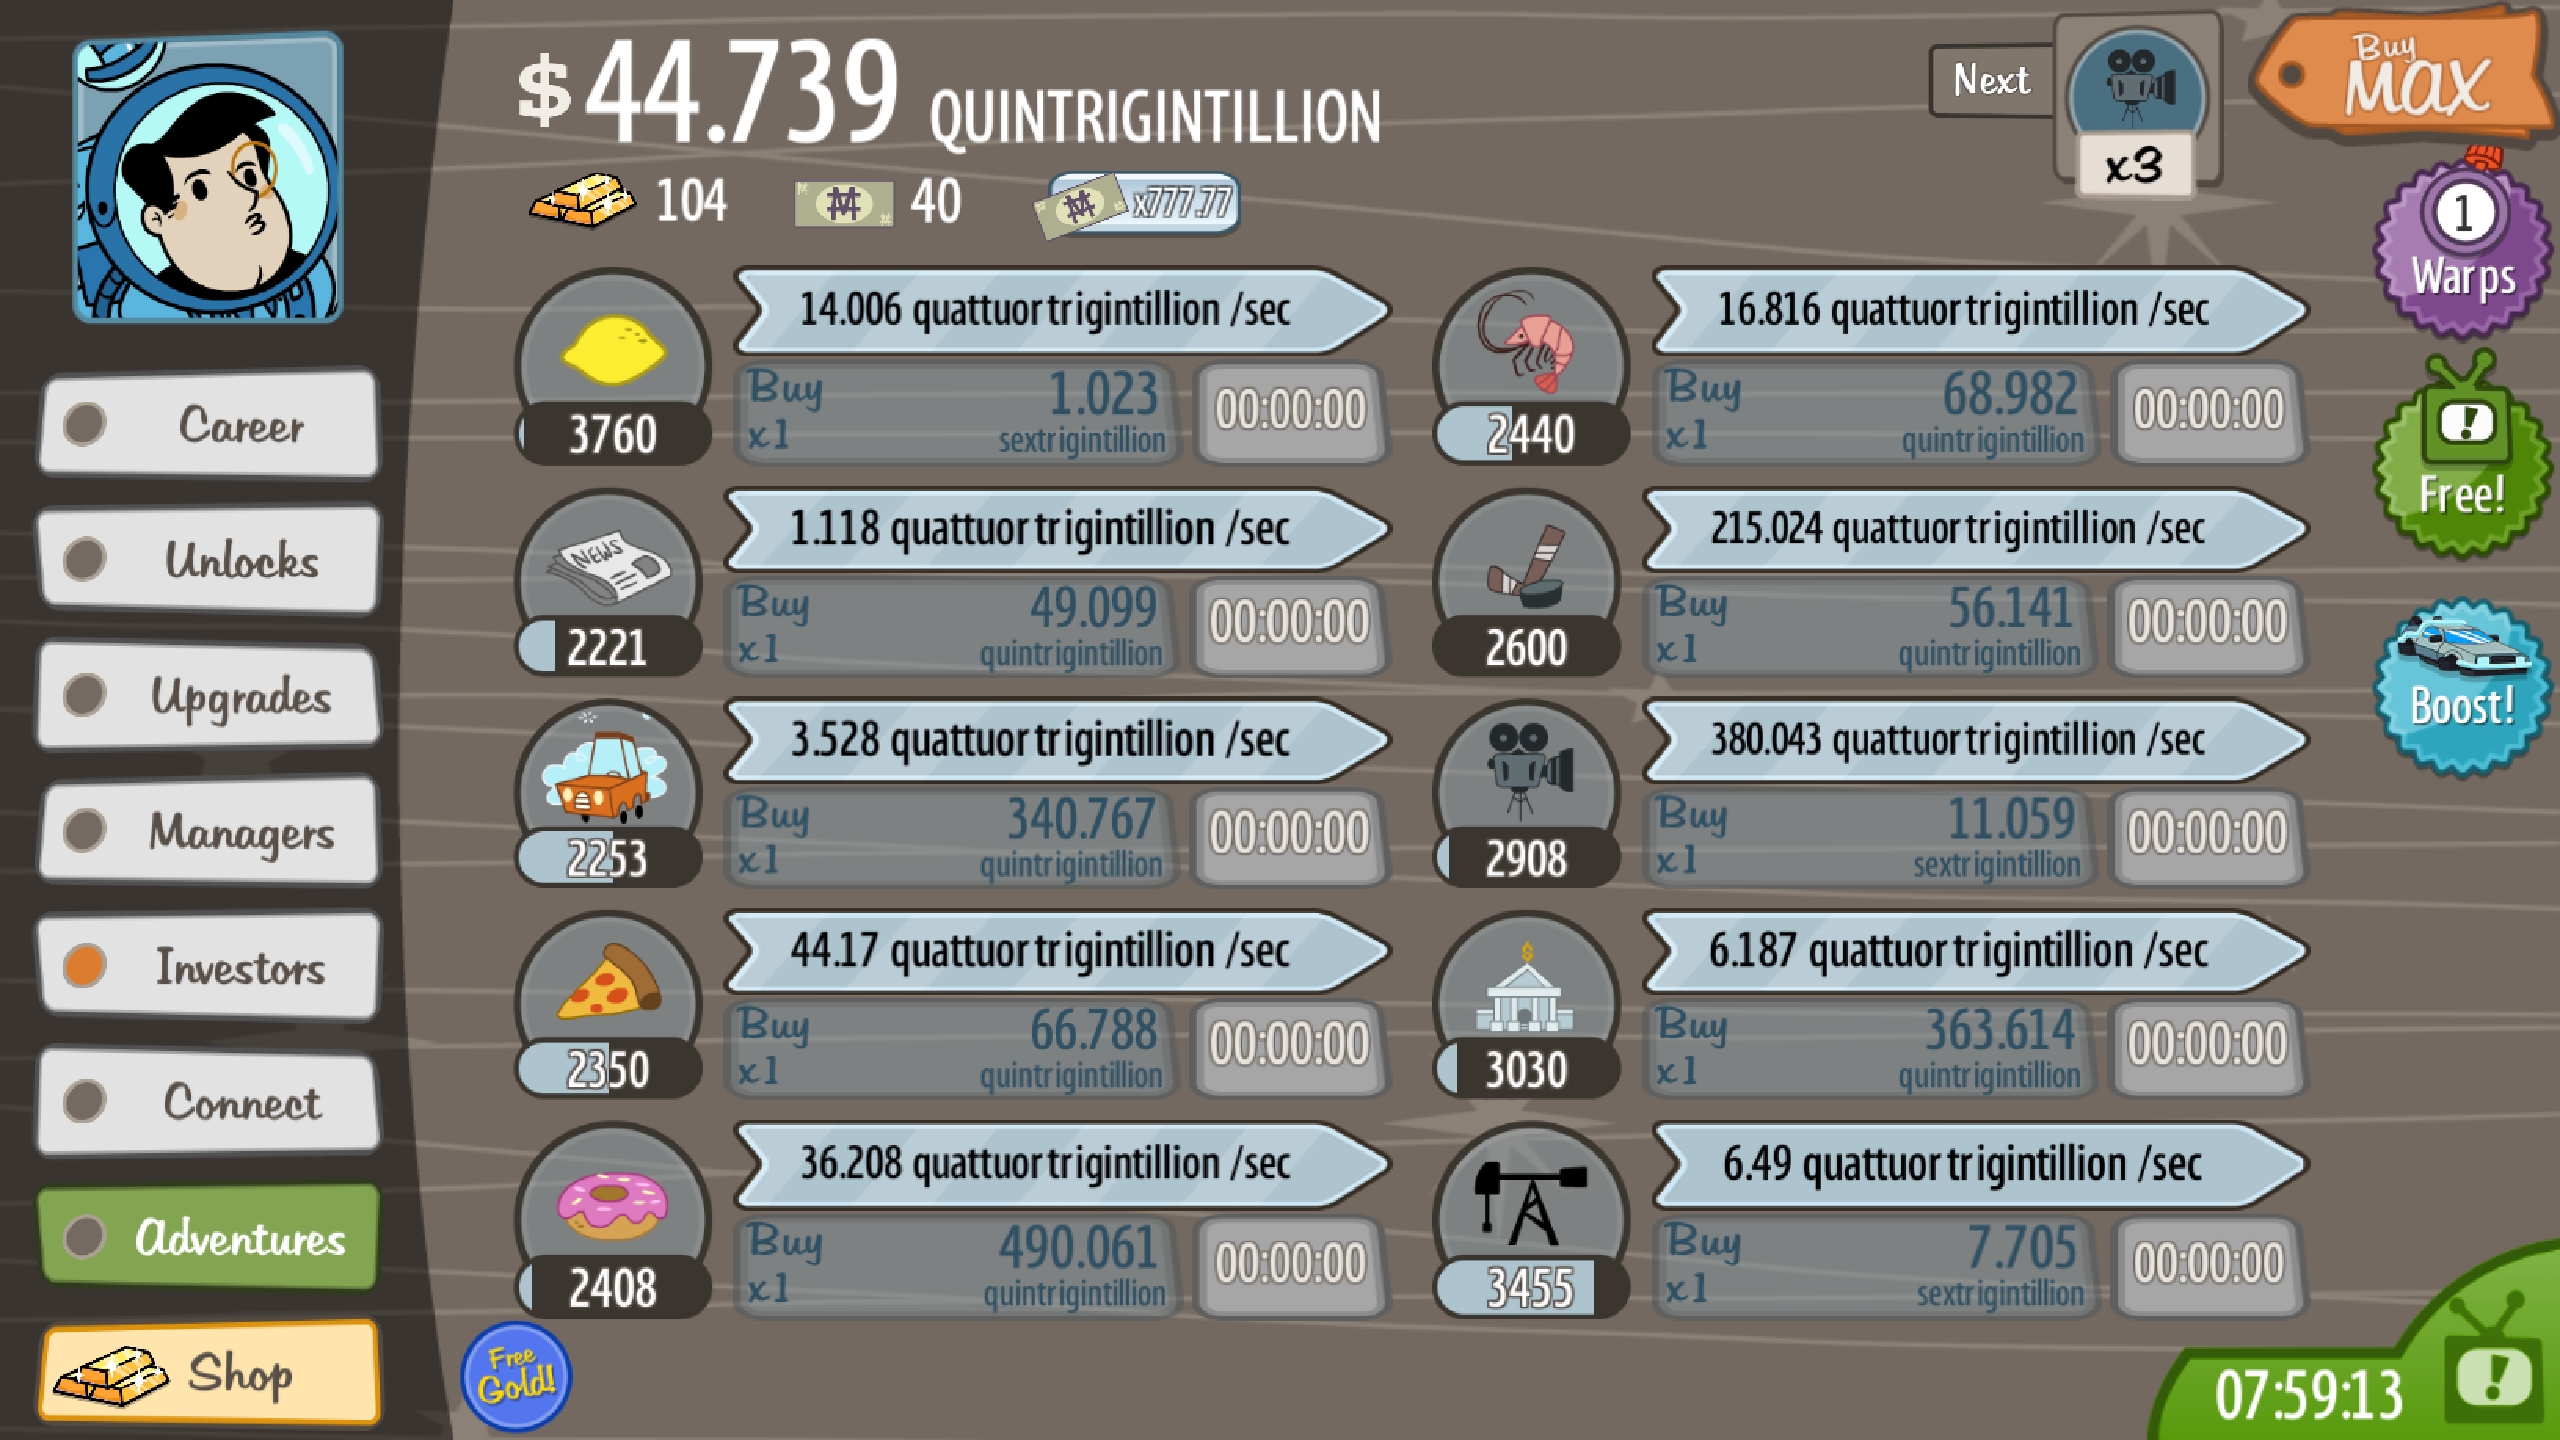 $44.739 QUINTRIGINTILLION
104 40 x777.77
Next
x3
Buy
MAX
1
Warps
Free!
Boost!
Career
Unlocks
Upgrades
Managers
Investors
Connect
Adventures
Shop
14.006 quattuortrigintillion /sec
3760
Buy
x1
1.023
sextrigintillion
00:00:00
NEWS
1.118 quattuortrigintillion /sec
2221
Buy
x1
49.099
quintrigintillion
00:00:00
3.528 quattuortrigintillion /sec
2253
Buy
x1
340.767
quintrigintillion
00:00:00
44.17 quattuortrigintillion /sec
2350
Buy
x1
66.788
quintrigintillion
00:00:00
36.208 quattuortrigintillion /sec
2408
Buy
x1
490.061
quintrigintillion
00:00:00
16.816 quattuortrigintillion /sec
2440
Buy
x1
68.982
quintrigintillion
00:00:00
215.024 quattuortrigintillion /sec
2600
Buy
x1
56.141
quintrigintillion
00:00:00
380.043 quattuortrigintillion /sec
2908
Buy
x1
11.059
sextrigintillion
00:00:00
$
6.187 quattuortrigintillion /sec
3030
Buy
x1
363.614
quintrigintillion
00:00:00
6.49 quattuortrigintillion /sec
3455
Buy
x1
7.705
sextrigintillion
00:00:00
Free
Gold!
07:59:13